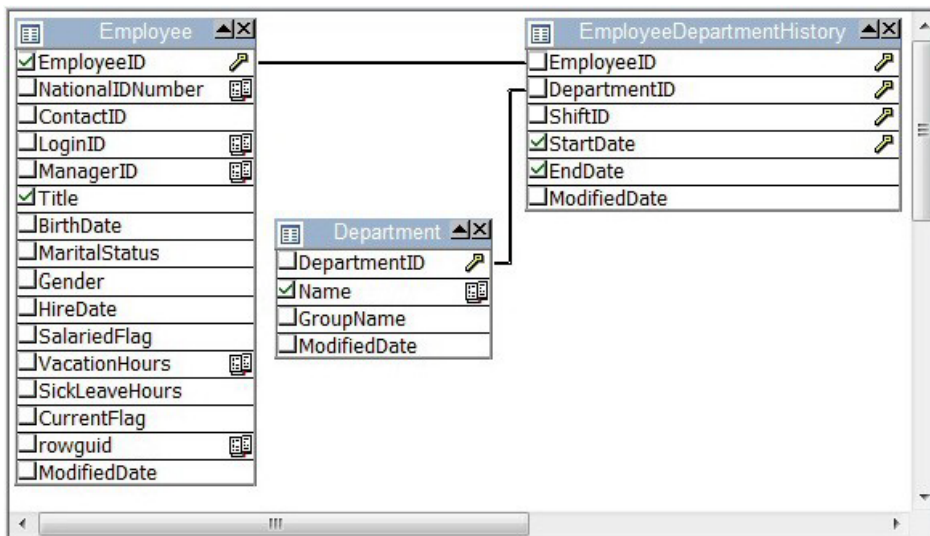 Employee
EmployeeID
NationalIDNumber
ContactID
LoginID
ManagerID
Title
BirthDate
MaritalStatus
Gender
HireDate
SalariedFlag
VacationHours
SickLeaveHours
CurrentFlag
rowguid
ModifiedDate
Department
DepartmentID
Name
GroupName
ModifiedDate
EmployeeDepartmentHistory
EmployeeID
DepartmentID
ShiftID
StartDate
EndDate
ModifiedDate